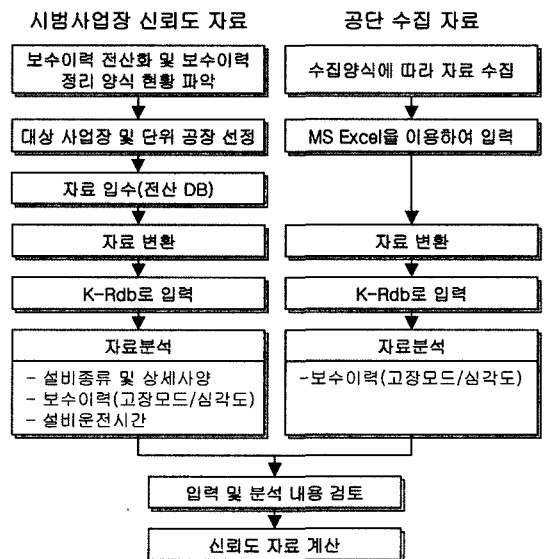 시범사업장 신뢰도 자료
보수이력 전산화 및 보수이력
정리 양식 현황 파악
대상 사업장 및 단위 공장 선정
자료 입수(전산 DB)
자료 변환
K-Rdb로 입력
자료분석
- 설비종류 및 상세사양
- 보수이력(고장모드/심각도)
- 설비운전시간
공단 수집 자료
수집양식에 따라 자료 수집
MS Excel을 이용하여 입력
자료 변환
K-Rdb로 입력
자료분석
-보수이력(고장모드/심각도)
입력 및 분석 내용 검토
신뢰도 자료 계산